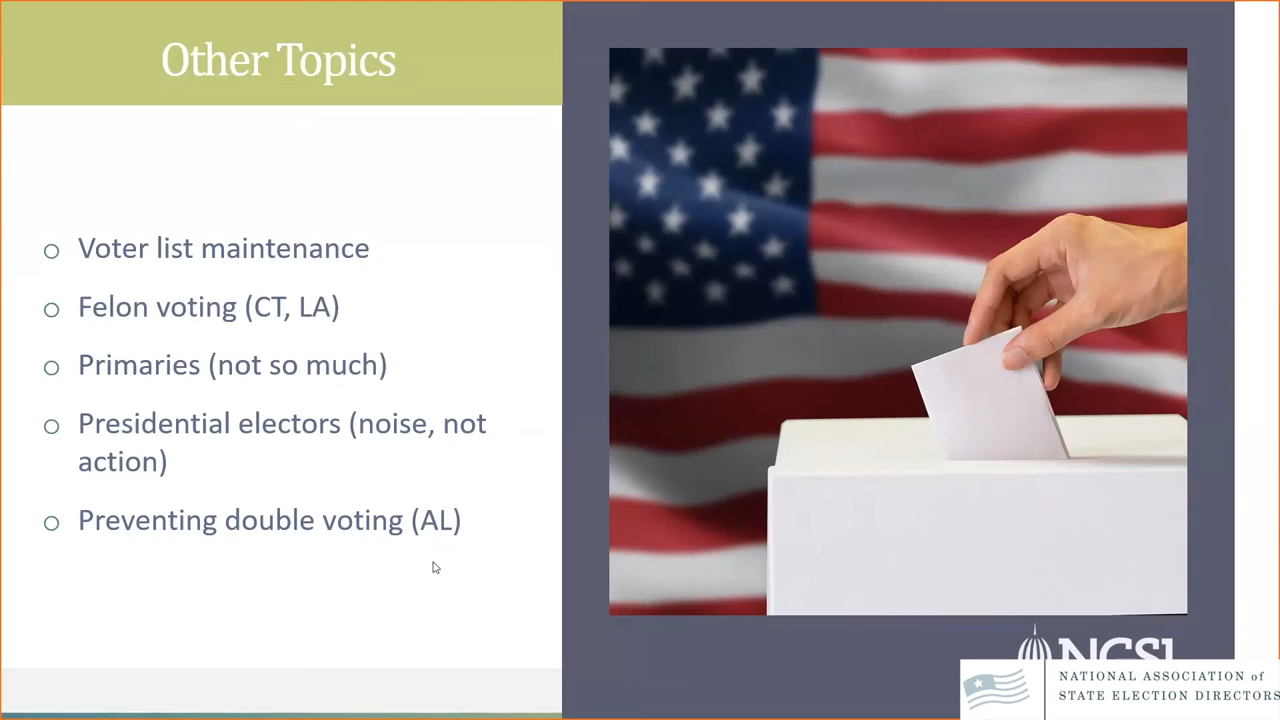 Other Topics
o Voter list maintenance
o Felon voting (CT, LA)
o Primaries (not so much)
o Presidential electors (noise, not
action)
o Preventing double voting (AL)
NCSL
NATIONAL ASSOCIATION of
STATE ELECTION DIRECTORS